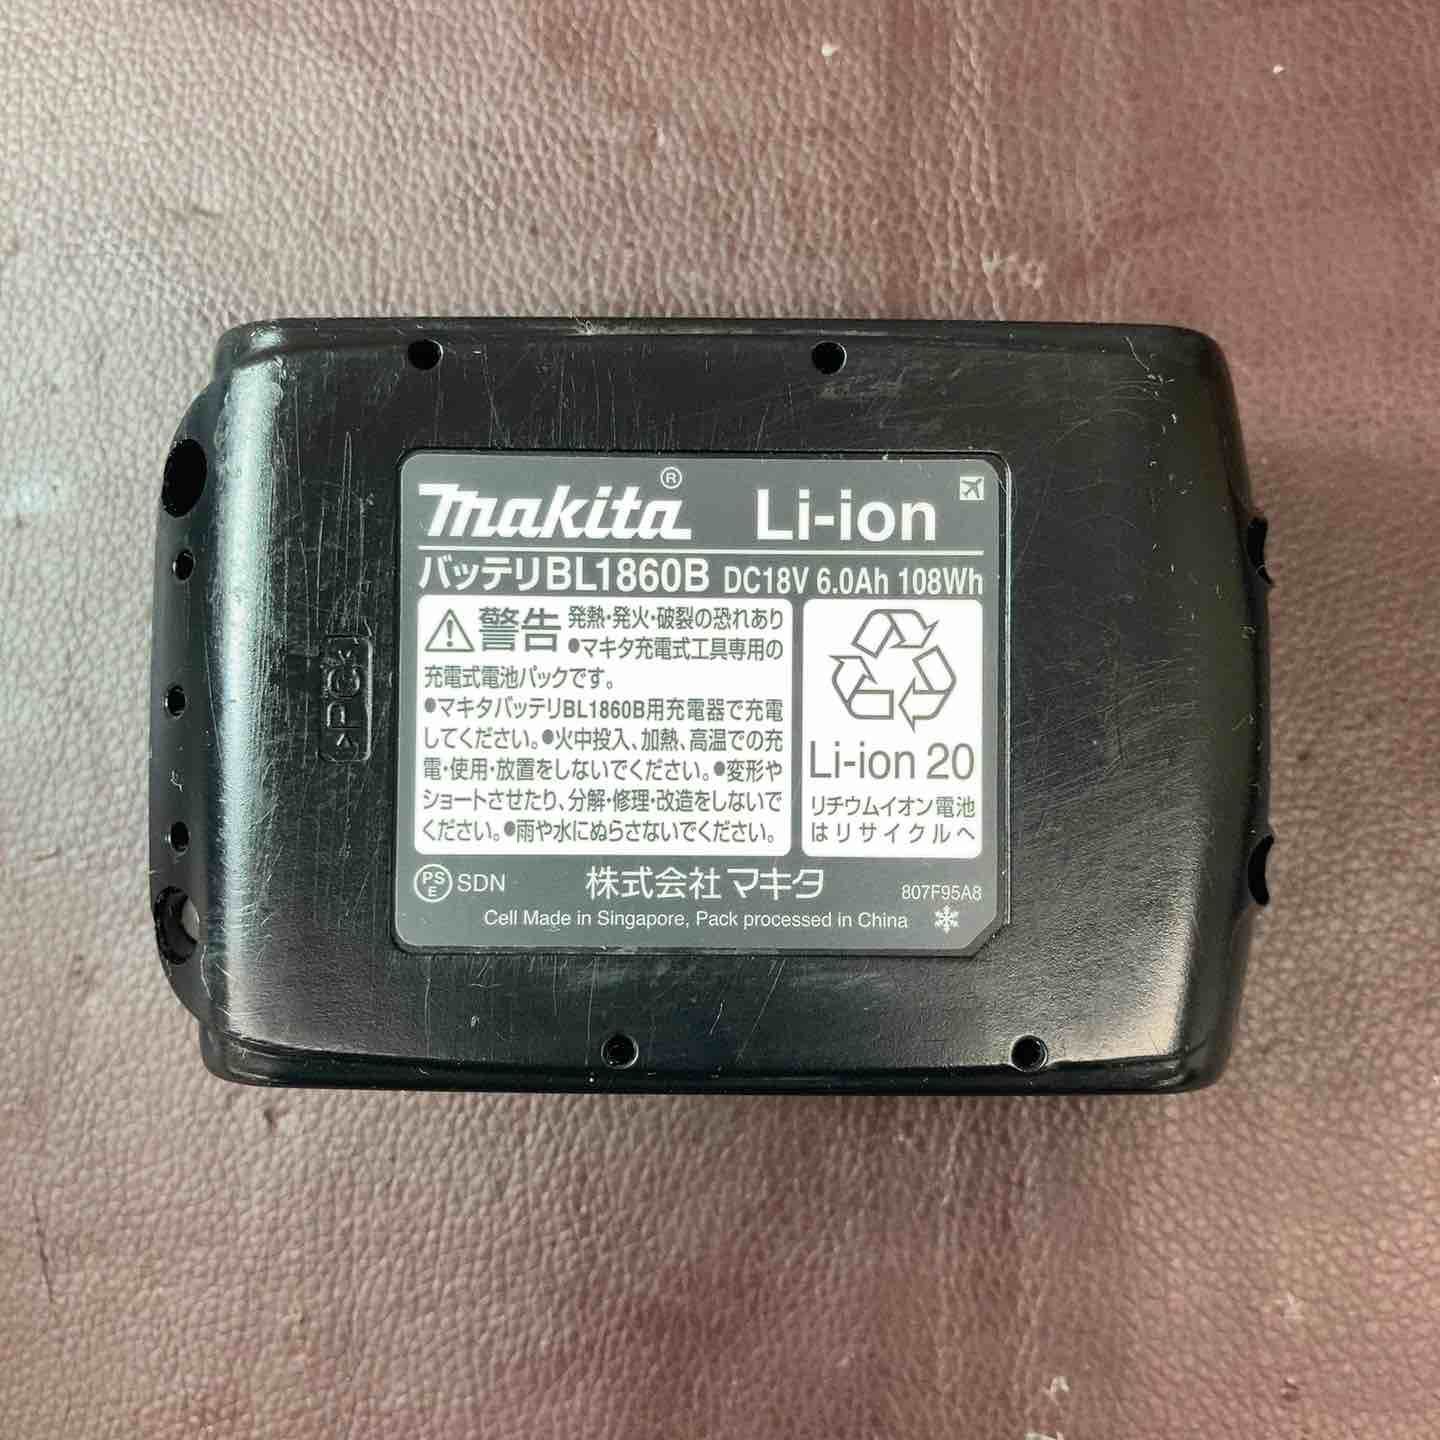 makita® Li-ion
バッテリBL1860B DC18V 6.0Ah 108Wh
警告 発熱・発火・破裂の恐れあり
●マキタ充電式工具専用の
充電式電池パックです。
●マキタバッテリBL1860B用充電器で充電
してください。●火中投入、加熱、高温での充
電・使用・放置をしないでください。●変形や
ショートさせたり、分解・修理・改造をしないで
ください。●雨や水にぬらさないでください。
Li-ion 20
リチウムイオン電池
はリサイクルへ
PSE SDN 株式会社マキタ 807F95A8
Cell Made in Singapore, Pack processed in China
>PC<